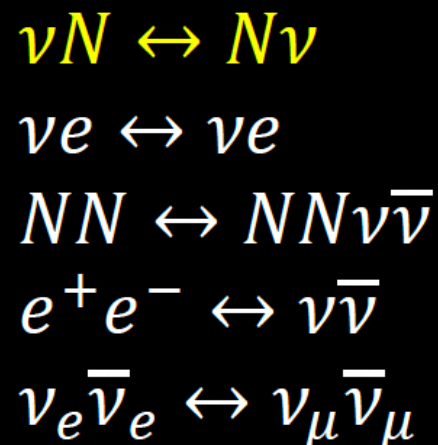 νN ↔ Nν
νe ↔ νe
NN ↔ NNνν̅
e⁺e⁻ ↔ νν̅
νₑν̅ₑ ↔ ν_μν̅_μ